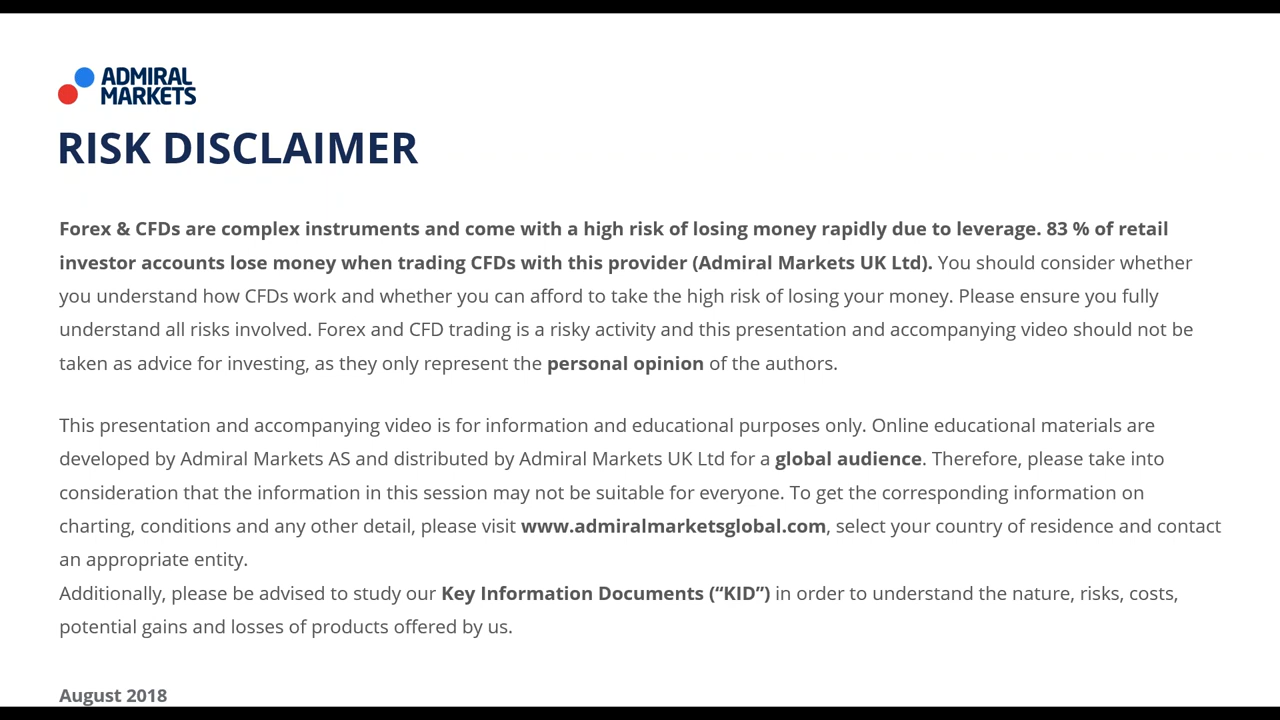 ADMIRAL
MARKETS
RISK DISCLAIMER
Forex & CFDs are complex instruments and come with a high risk of losing money rapidly due to leverage. 83 % of retail
investor accounts lose money when trading CFDs with this provider (Admiral Markets UK Ltd). You should consider whether
you understand how CFDs work and whether you can afford to take the high risk of losing your money. Please ensure you fully
understand all risks involved. Forex and CFD trading is a risky activity and this presentation and accompanying video should not be
taken as advice for investing, as they only represent the personal opinion of the authors.
This presentation and accompanying video is for information and educational purposes only. Online educational materials are
developed by Admiral Markets AS and distributed by Admiral Markets UK Ltd for a global audience. Therefore, please take into
consideration that the information in this session may not be suitable for everyone. To get the corresponding information on
charting, conditions and any other detail, please visit www.admiralmarketsglobal.com, select your country of residence and contact
an appropriate entity.
Additionally, please be advised to study our Key Information Documents (“KID”) in order to understand the nature, risks, costs,
potential gains and losses of products offered by us.
August 2018